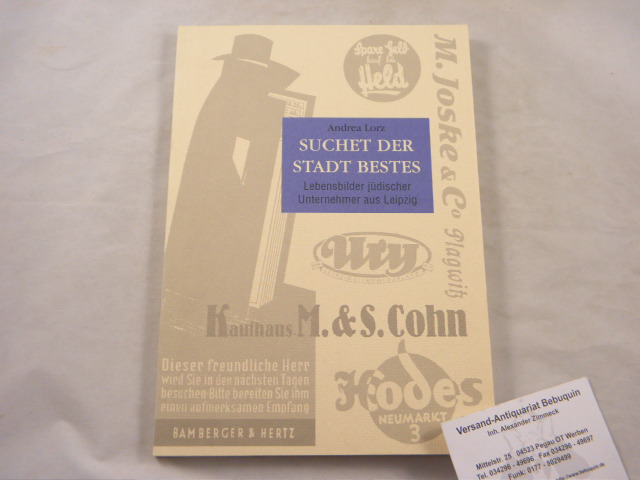 Spare Geld
kauf bei
Held
M. Joske & Co Plagwitz
Andrea Lorz
SUCHET DER
STADT BESTES
Lebensbilder jüdischer
Unternehmer aus Leipzig
Ury
Kaufhaus M. & S. Cohn
Dieser freundliche Herr
wird Sie in den nächsten Tagen
besuchen·Bitte bereiten Sie ihm
einen aufmerksamen Empfang
BAMBERGER & HERTZ
Hodes
NEUMARKT
3
Versand-Antiquariat Bebuquin
Inh. Alexander Zimmeck
Mittelstr. 25 04523 Pegau OT Werben
Tel. 034296 - 49696 Fax 034296 - 49697
Funk: 0177 - 8029499